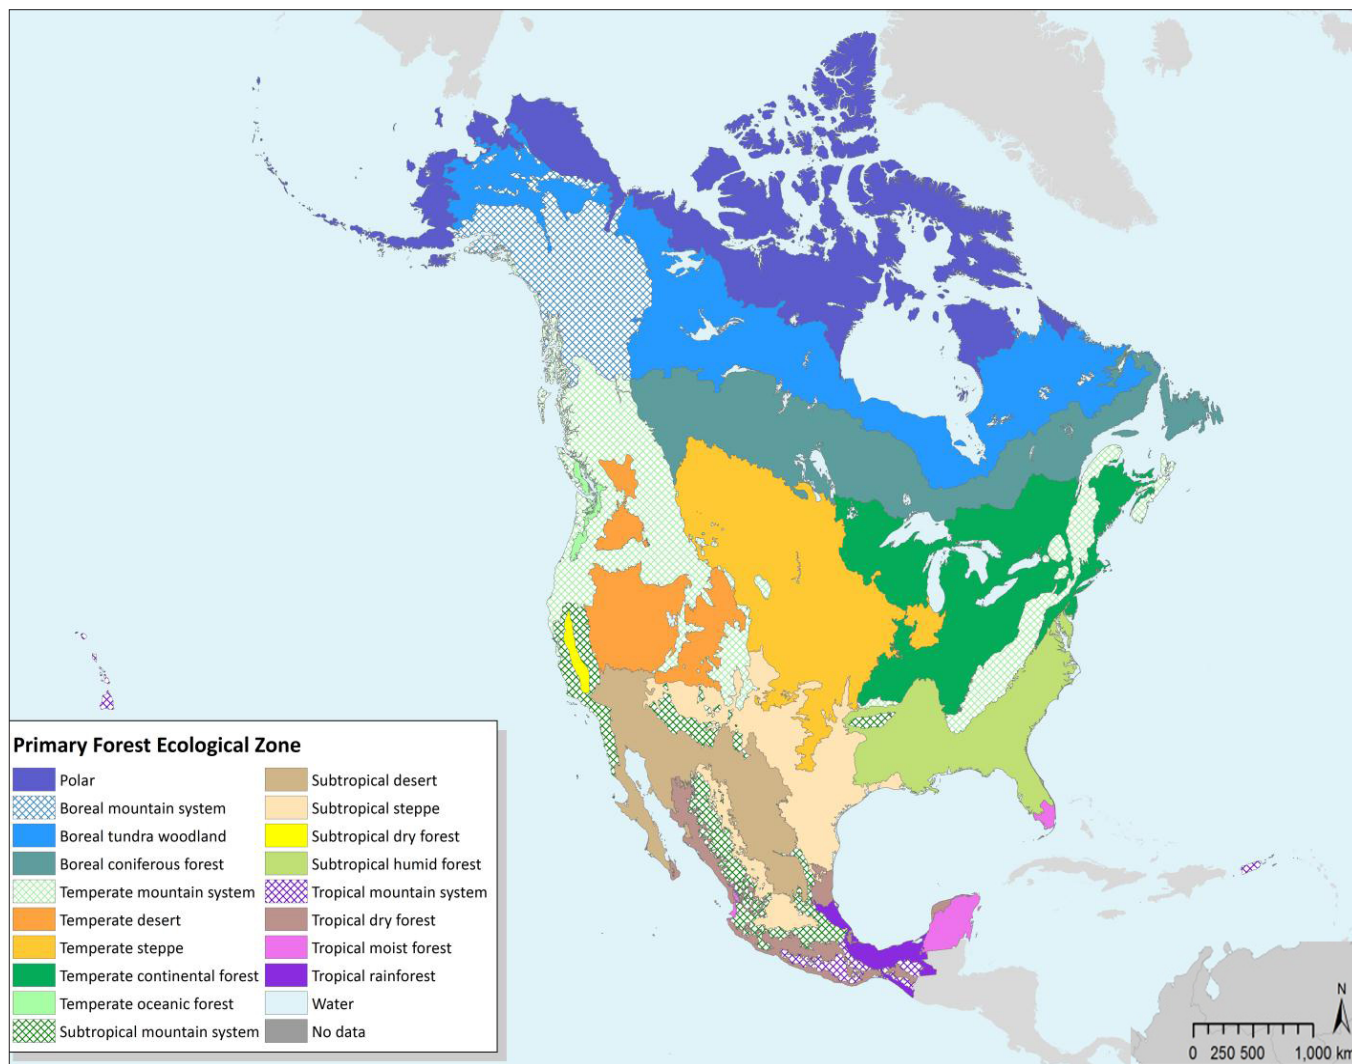 Primary Forest Ecological Zone
Polar
Boreal mountain system
Boreal tundra woodland
Boreal coniferous forest
Temperate mountain system
Temperate desert
Temperate steppe
Temperate continental forest
Temperate oceanic forest
Subtropical mountain system
Subtropical desert
Subtropical steppe
Subtropical dry forest
Subtropical humid forest
Tropical mountain system
Tropical dry forest
Tropical moist forest
Tropical rainforest
Water
No data
N
0 250 500 1,000 km